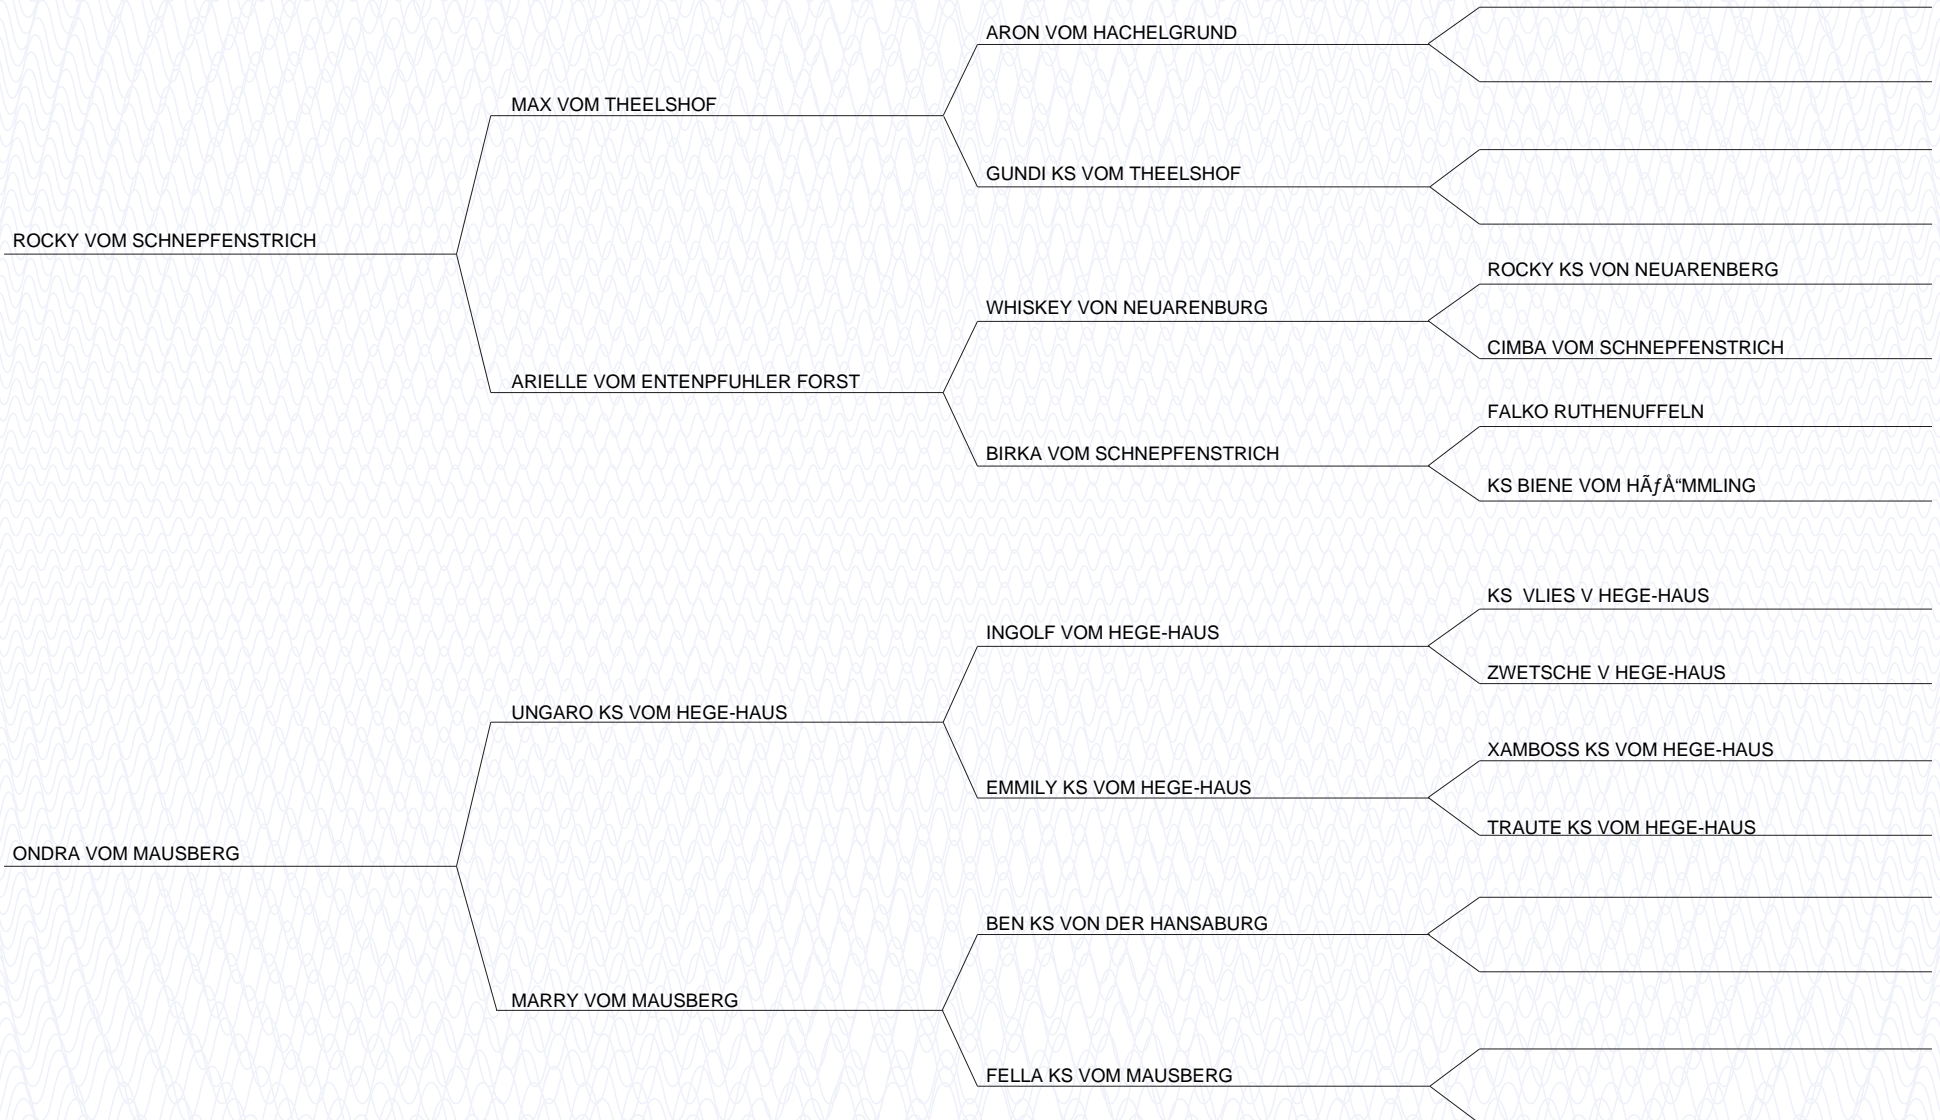 ARON VOM HACHELGRUND
MAX VOM THEELSHOF
GUNDI KS VOM THEELSHOF
ROCKY VOM SCHNEPFENSTRICH
ROCKY KS VON NEUARENBERG
WHISKEY VON NEUARENBURG
CIMBA VOM SCHNEPFENSTRICH
ARIELLE VOM ENTENPFUHLER FORST
FALKO RUTHENUFFELN
BIRKA VOM SCHNEPFENSTRICH
KS BIENE VOM HÃƒÅ“MMLING
KS  VLIES V HEGE-HAUS
INGOLF VOM HEGE-HAUS
ZWETSCHE V HEGE-HAUS
UNGARO KS VOM HEGE-HAUS
XAMBOSS KS VOM HEGE-HAUS
EMMILY KS VOM HEGE-HAUS
TRAUTE KS VOM HEGE-HAUS
ONDRA VOM MAUSBERG
BEN KS VON DER HANSABURG
MARRY VOM MAUSBERG
FELLA KS VOM MAUSBERG